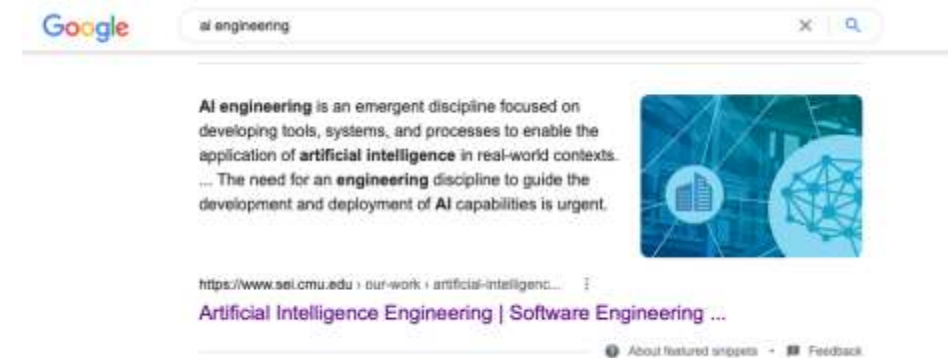 Google
ai engineering
AI engineering is an emergent discipline focused on
developing tools, systems, and processes to enable the
application of artificial intelligence in real-world contexts.
... The need for an engineering discipline to guide the
development and deployment of AI capabilities is urgent.
https://www.sei.cmu.edu › our-work › artificial-intelligenc...
Artificial Intelligence Engineering | Software Engineering ...
About featured snippets • Feedback